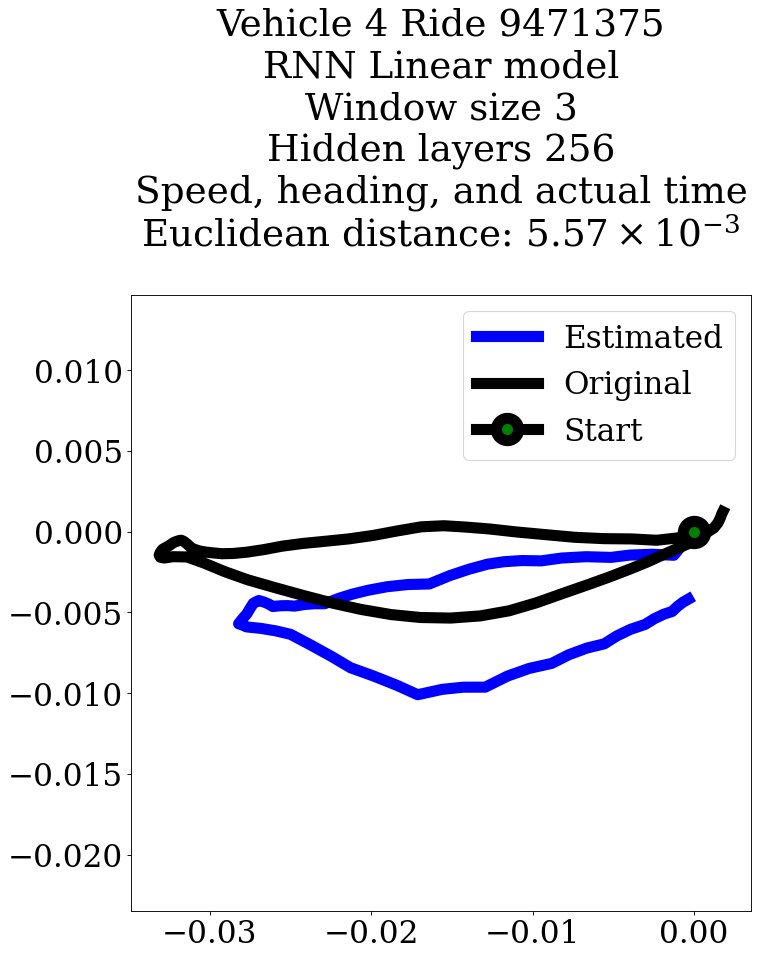 Vehicle 4 Ride 9471375
RNN Linear model
Window size 3
Hidden layers 256
Speed, heading, and actual time
Euclidean distance: 5.57 × 10⁻³
Estimated
Original
Start
0.010
0.005
0.000
−0.005
−0.010
−0.015
−0.020
−0.03 −0.02 −0.01 0.00